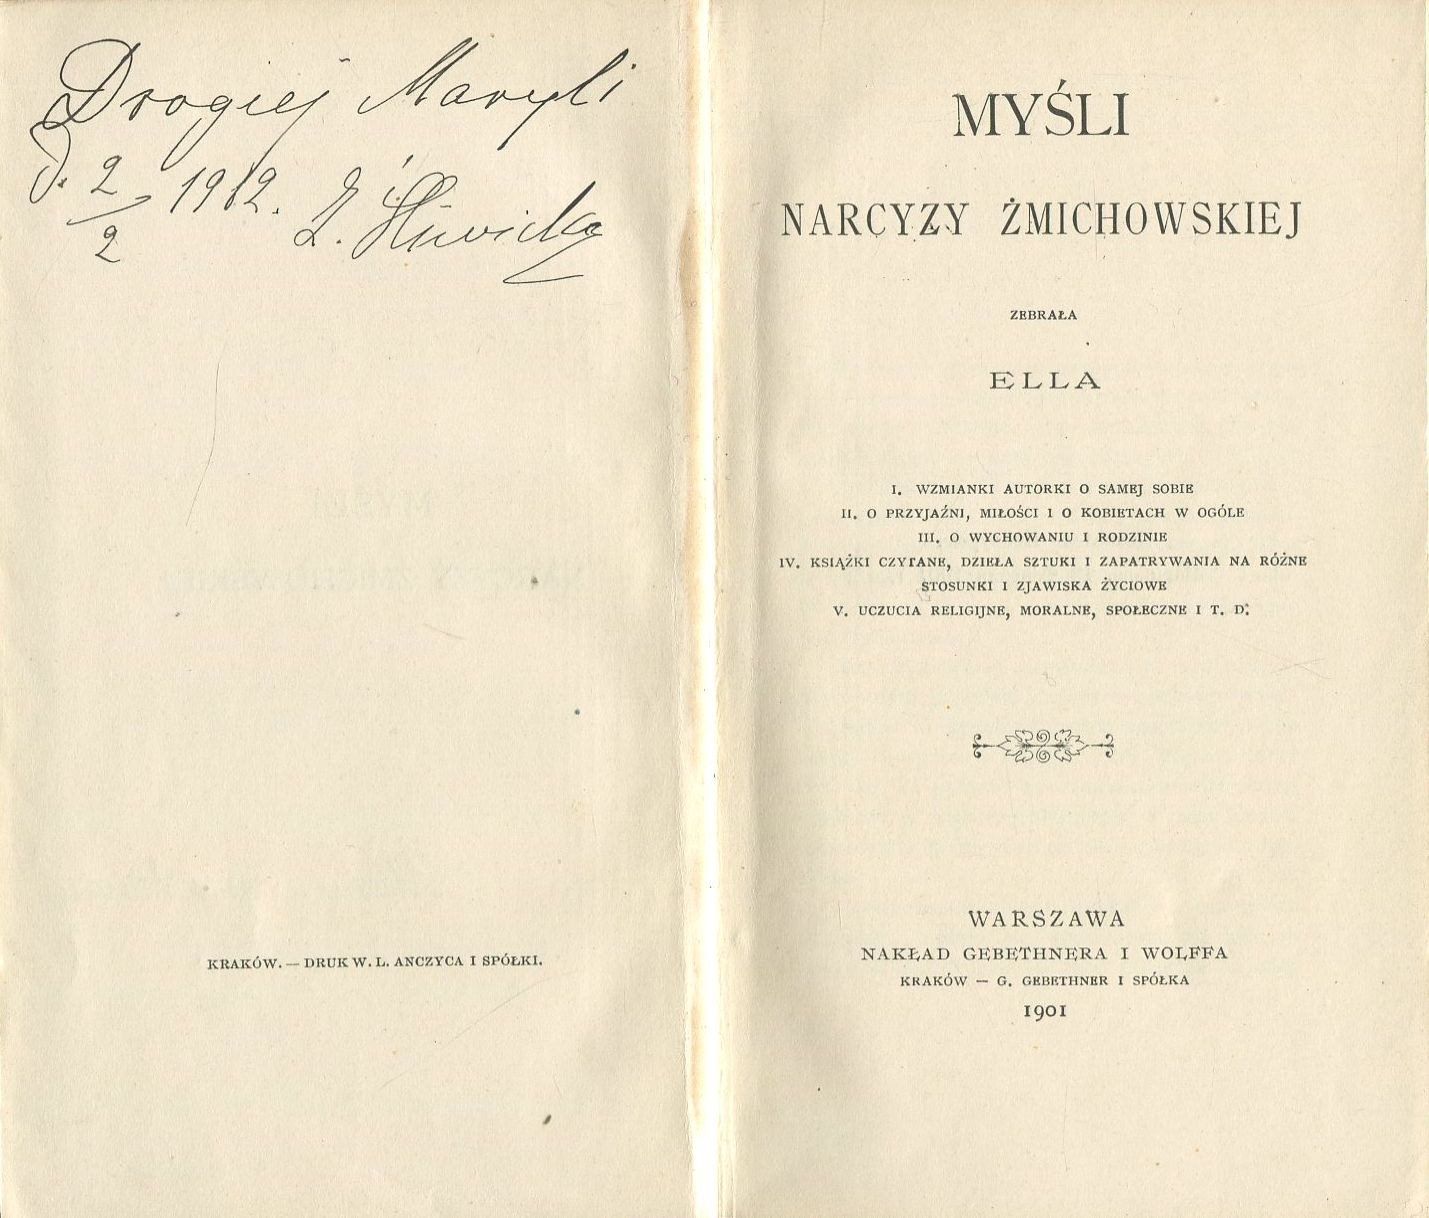 Drogiej Maryli
d. 2/2 1912. Z. Śliwicka
KRAKÓW. — DRUK W. L. ANCZYCA I SPÓŁKI.
MYŚLI
NARCYZY ŻMICHOWSKIEJ
ZEBRAŁA
ELLA
I. WZMIANKI AUTORKI O SAMEJ SOBIE
II. O PRZYJAŹNI, MIŁOŚCI I O KOBIETACH W OGÓLE
III. O WYCHOWANIU I RODZINIE
IV. KSIĄŻKI CZYTANE, DZIEŁA SZTUKI I ZAPATRYWANIA NA RÓŻNE
STOSUNKI I ZJAWISKA ŻYCIOWE
V. UCZUCIA RELIGIJNE, MORALNE, SPOŁECZNE I T. D.
WARSZAWA
NAKŁAD GEBETHNERA I WOLFFA
KRAKÓW — G. GEBETHNER I SPÓŁKA
1901